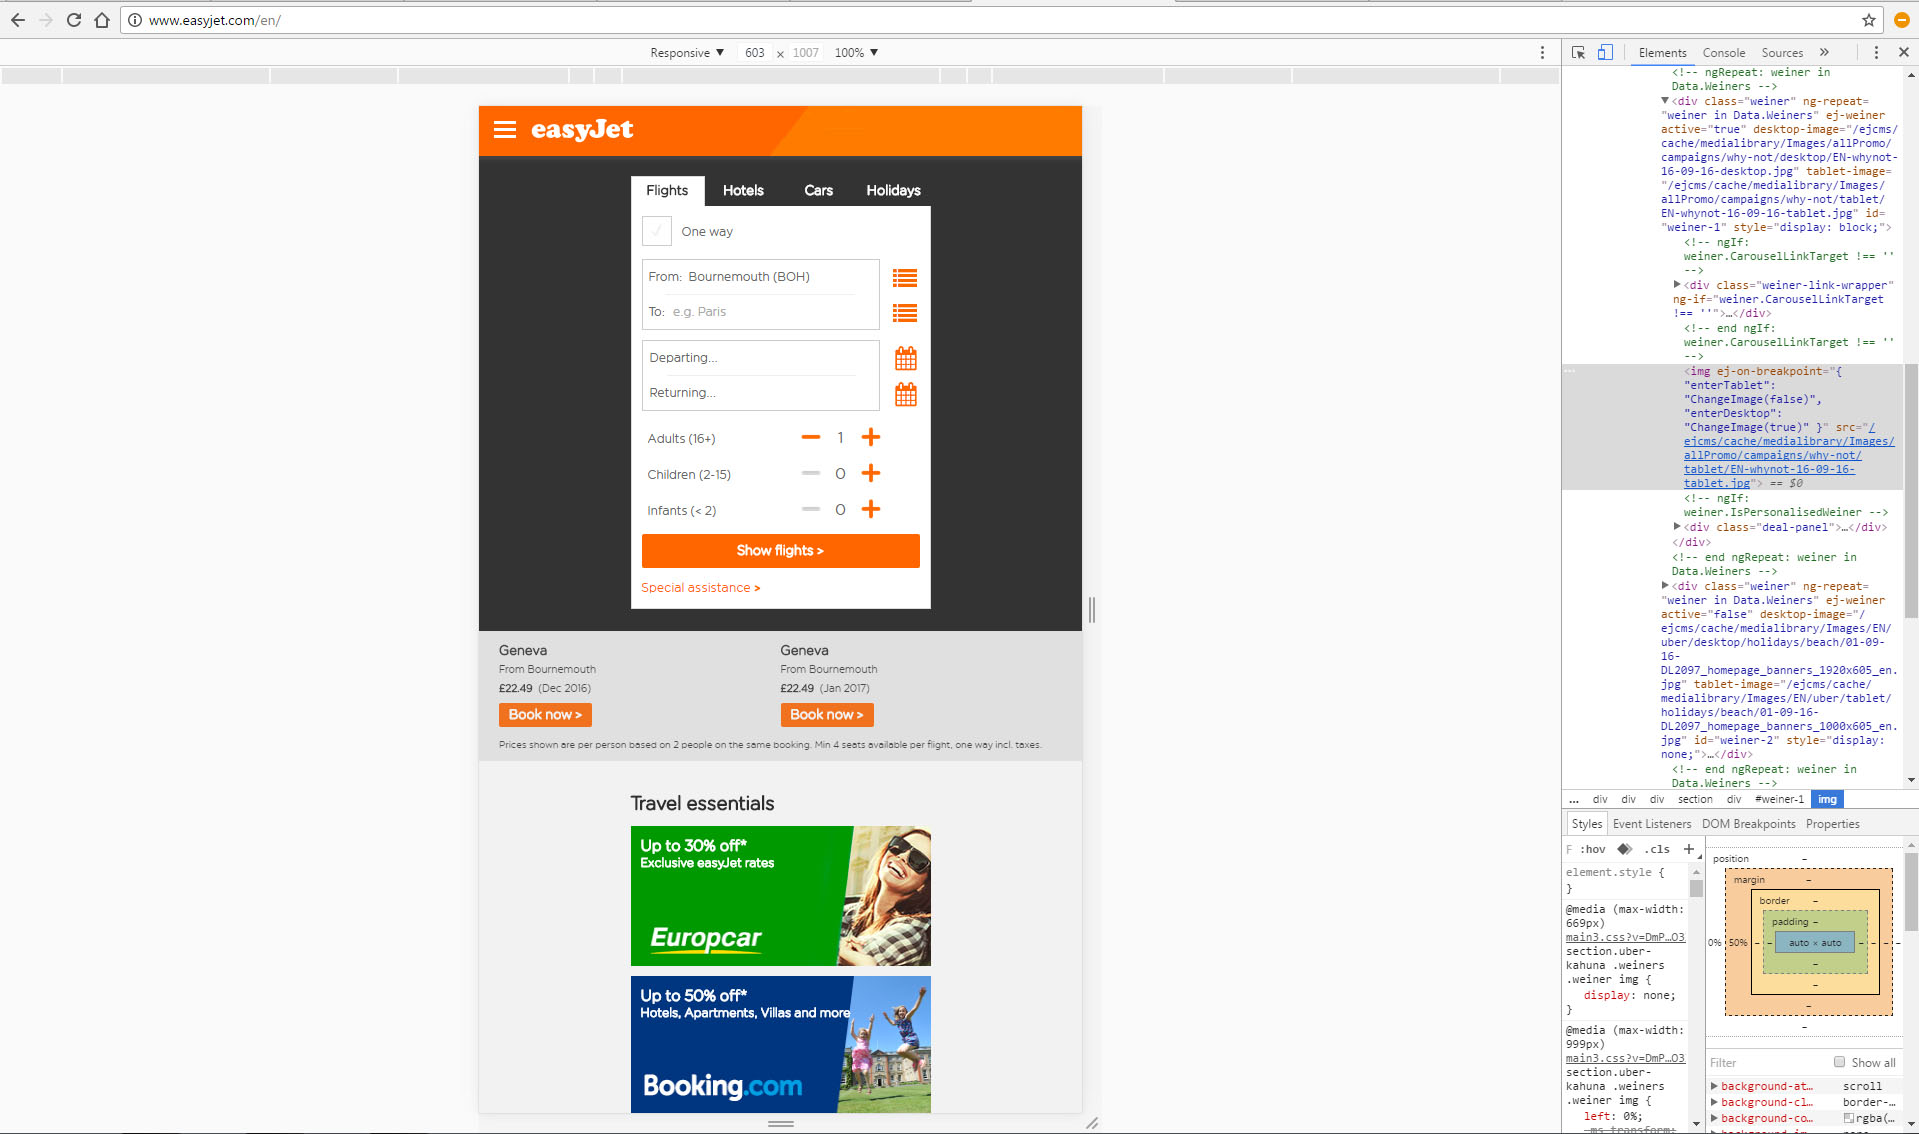 www.easyjet.com/en/
Responsive ▼ 603 × 1007 100% ▼
Elements Console Sources »
easyJet
Flights Hotels Cars Holidays
One way
From: Bournemouth (BOH)
To: e.g. Paris
Departing...
Returning...
Adults (16+) 1
Children (2-15) 0
Infants (< 2) 0
Show flights >
Special assistance >
Geneva
From Bournemouth
£22.49 (Dec 2016)
Book now >
Geneva
From Bournemouth
£22.49 (Jan 2017)
Book now >
Prices shown are per person based on 2 people on the same booking. Min 4 seats available per flight, one way incl. taxes.
Travel essentials
Up to 30% off*
Exclusive easyJet rates
Europcar
Up to 50% off*
Hotels, Apartments, Villas and more
Booking.com
<!-- ngRepeat: weiner in
Data.Weiners -->
▼<div class="weiner" ng-repeat=
"weiner in Data.Weiners" ej-weiner
active="true" desktop-image="/ejcms/
cache/medialibrary/Images/allPromo/
campaigns/why-not/desktop/EN-whynot-
16-09-16-desktop.jpg" tablet-image=
"/ejcms/cache/medialibrary/Images/
allPromo/campaigns/why-not/tablet/
EN-whynot-16-09-16-tablet.jpg" id=
"weiner-1" style="display: block;">
<!-- ngIf:
weiner.CarouselLinkTarget !== ''
-->
▶<div class="weiner-link-wrapper"
ng-if="weiner.CarouselLinkTarget
!== ''">…</div>
<!-- end ngIf:
weiner.CarouselLinkTarget !== ''
-->
<img ej-on-breakpoint="{
"enterTablet":
"ChangeImage(false)",
"enterDesktop":
"ChangeImage(true)" }" src="/
ejcms/cache/medialibrary/Images/
allPromo/campaigns/why-not/
tablet/EN-whynot-16-09-16-
tablet.jpg"> == $0
<!-- ngIf:
weiner.IsPersonalisedWeiner -->
▶<div class="deal-panel">…</div>
</div>
<!-- end ngRepeat: weiner in
Data.Weiners -->
▶<div class="weiner" ng-repeat=
"weiner in Data.Weiners" ej-weiner
active="false" desktop-image="/
ejcms/cache/medialibrary/Images/EN/
uber/desktop/holidays/beach/01-09-
16-
DL2097_homepage_banners_1920x605_en.
jpg" tablet-image="/ejcms/cache/
medialibrary/Images/EN/uber/tablet/
holidays/beach/01-09-16-
DL2097_homepage_banners_1000x605_en.
jpg" id="weiner-2" style="display:
none;">…</div>
<!-- end ngRepeat: weiner in
Data.Weiners -->
... div div div section div #weiner-1 img
Styles Event Listeners DOM Breakpoints Properties
F :hov .cls +
element.style {
}
@media (max-width:
669px)
main3.css?v=DmP…O3
section.uber-
kahuna .weiners
.weiner img {
display: none;
}
@media (max-width:
999px)
main3.css?v=DmP…O3
section.uber-
kahuna .weiners
.weiner img {
left: 0%;
-ms-transform:
position –
margin –
border –
padding –
0% 50% – – auto × auto – – – –
–
–
–
–
Filter Show all
▶ background-at… scroll
▶ background-cl… border-…
▶ background-co… rgba(…